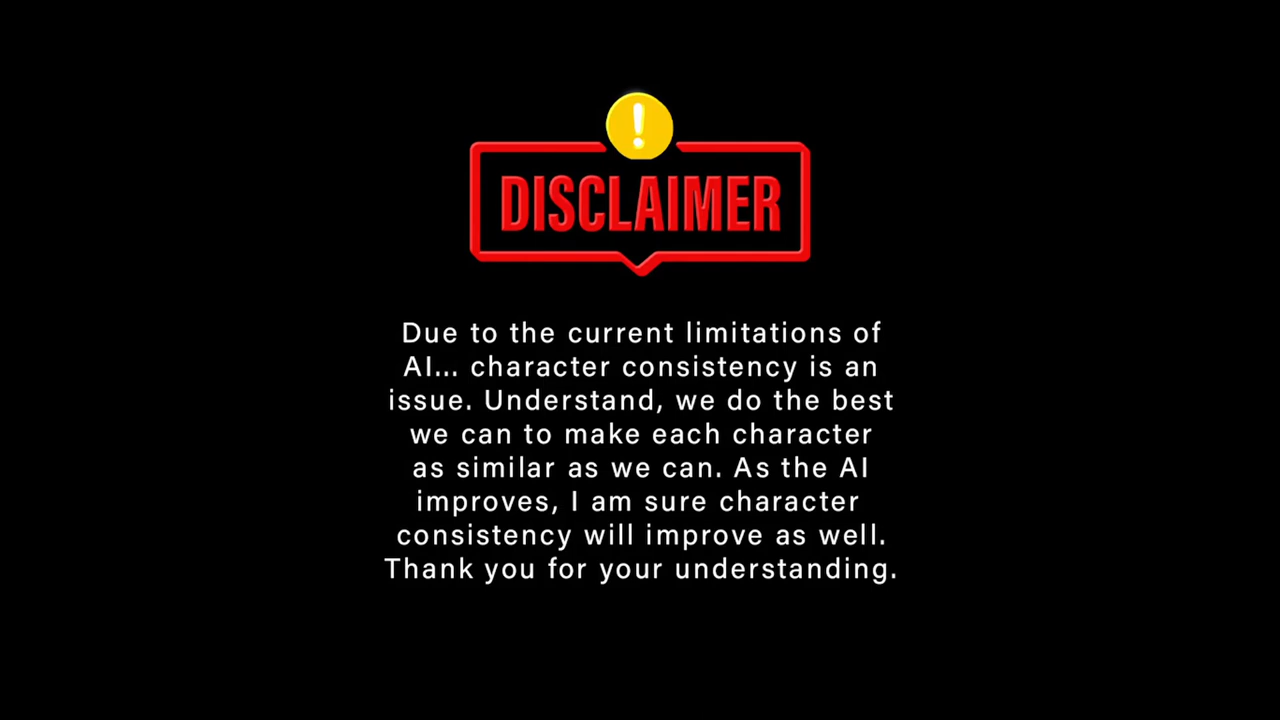 !
DISCLAIMER
Due to the current limitations of
AI... character consistency is an
issue. Understand, we do the best
we can to make each character
as similar as we can. As the AI
improves, I am sure character
consistency will improve as well.
Thank you for your understanding.